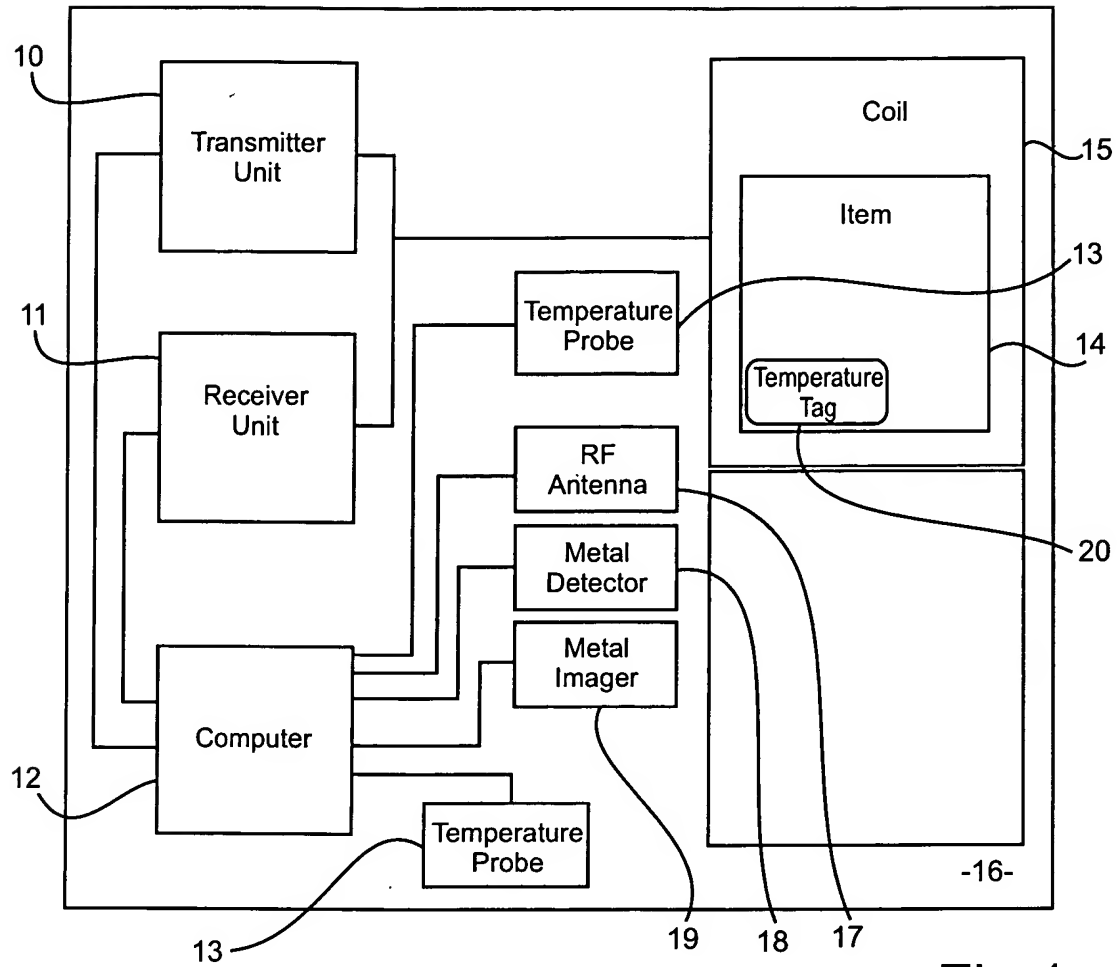 10
Transmitter
Unit
Coil
15
Item
13
Temperature
Probe
11
14
Receiver
Unit
Temperature
Tag
RF
Antenna
20
Metal
Detector
Metal
Imager
Computer
12
Temperature
Probe
-16-
13
19
18
17